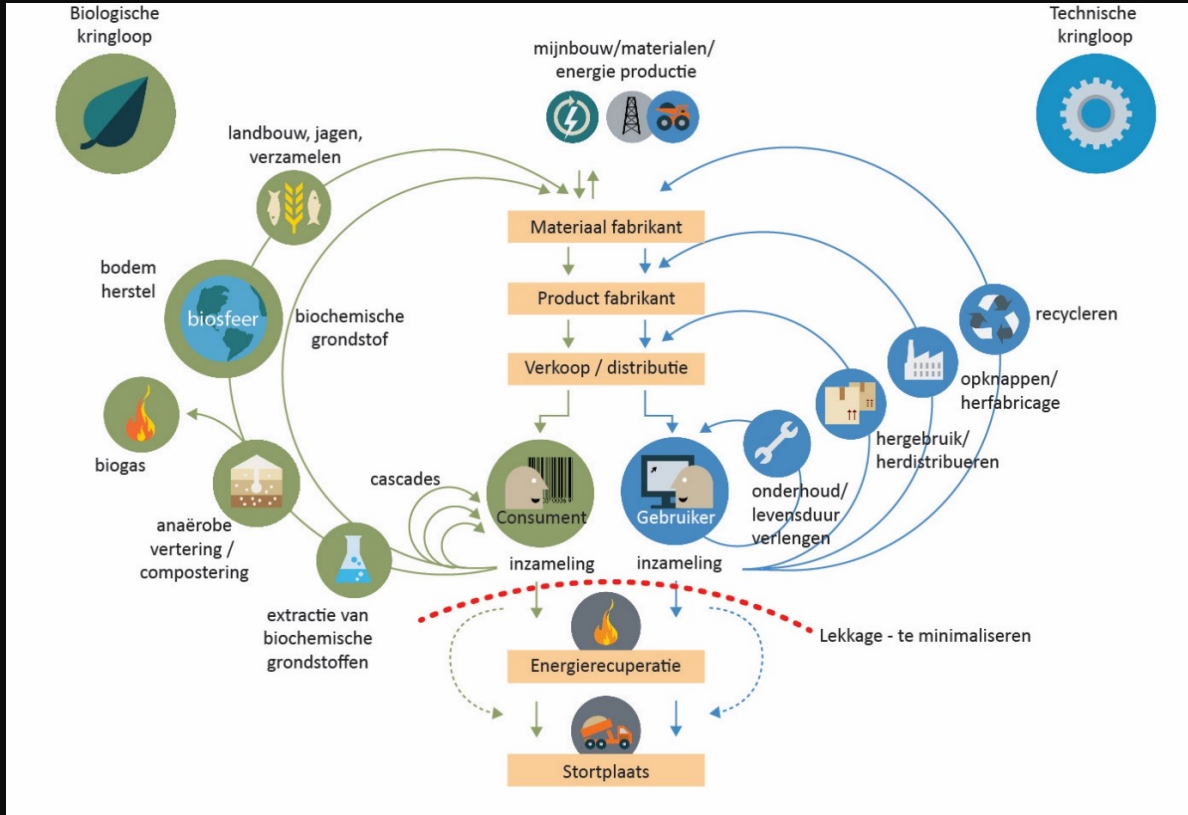 Biologische
kringloop
mijnbouw/materialen/
energie productie
Technische
kringloop
landbouw, jagen,
verzamelen
Materiaal fabrikant
bodem
herstel
biosfeer
biochemische
grondstof
Product fabrikant
recycleren
Verkoop / distributie
opknappen/
herfabricage
biogas
hergebruik/
herdistribueren
cascades
Consument
Gebruiker
onderhoud/
levensduur
verlengen
anaërobe
vertering /
compostering
inzameling
inzameling
extractie van
biochemische
grondstoffen
Lekkage - te minimaliseren
Energierecuperatie
Stortplaats